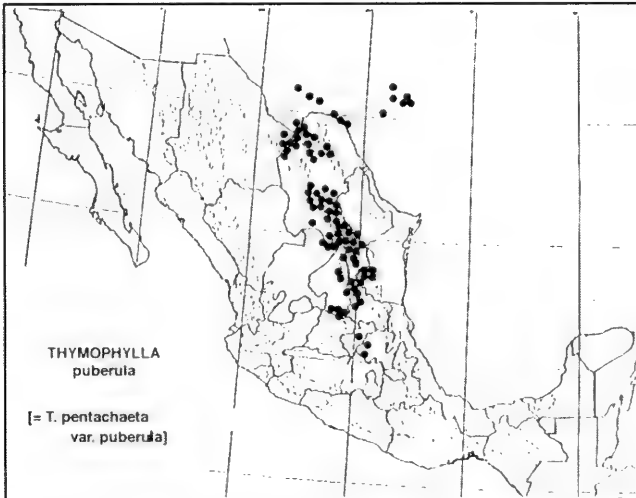 THYMOPHYLLA
puberula
[= T. pentachaeta
var. puberula]